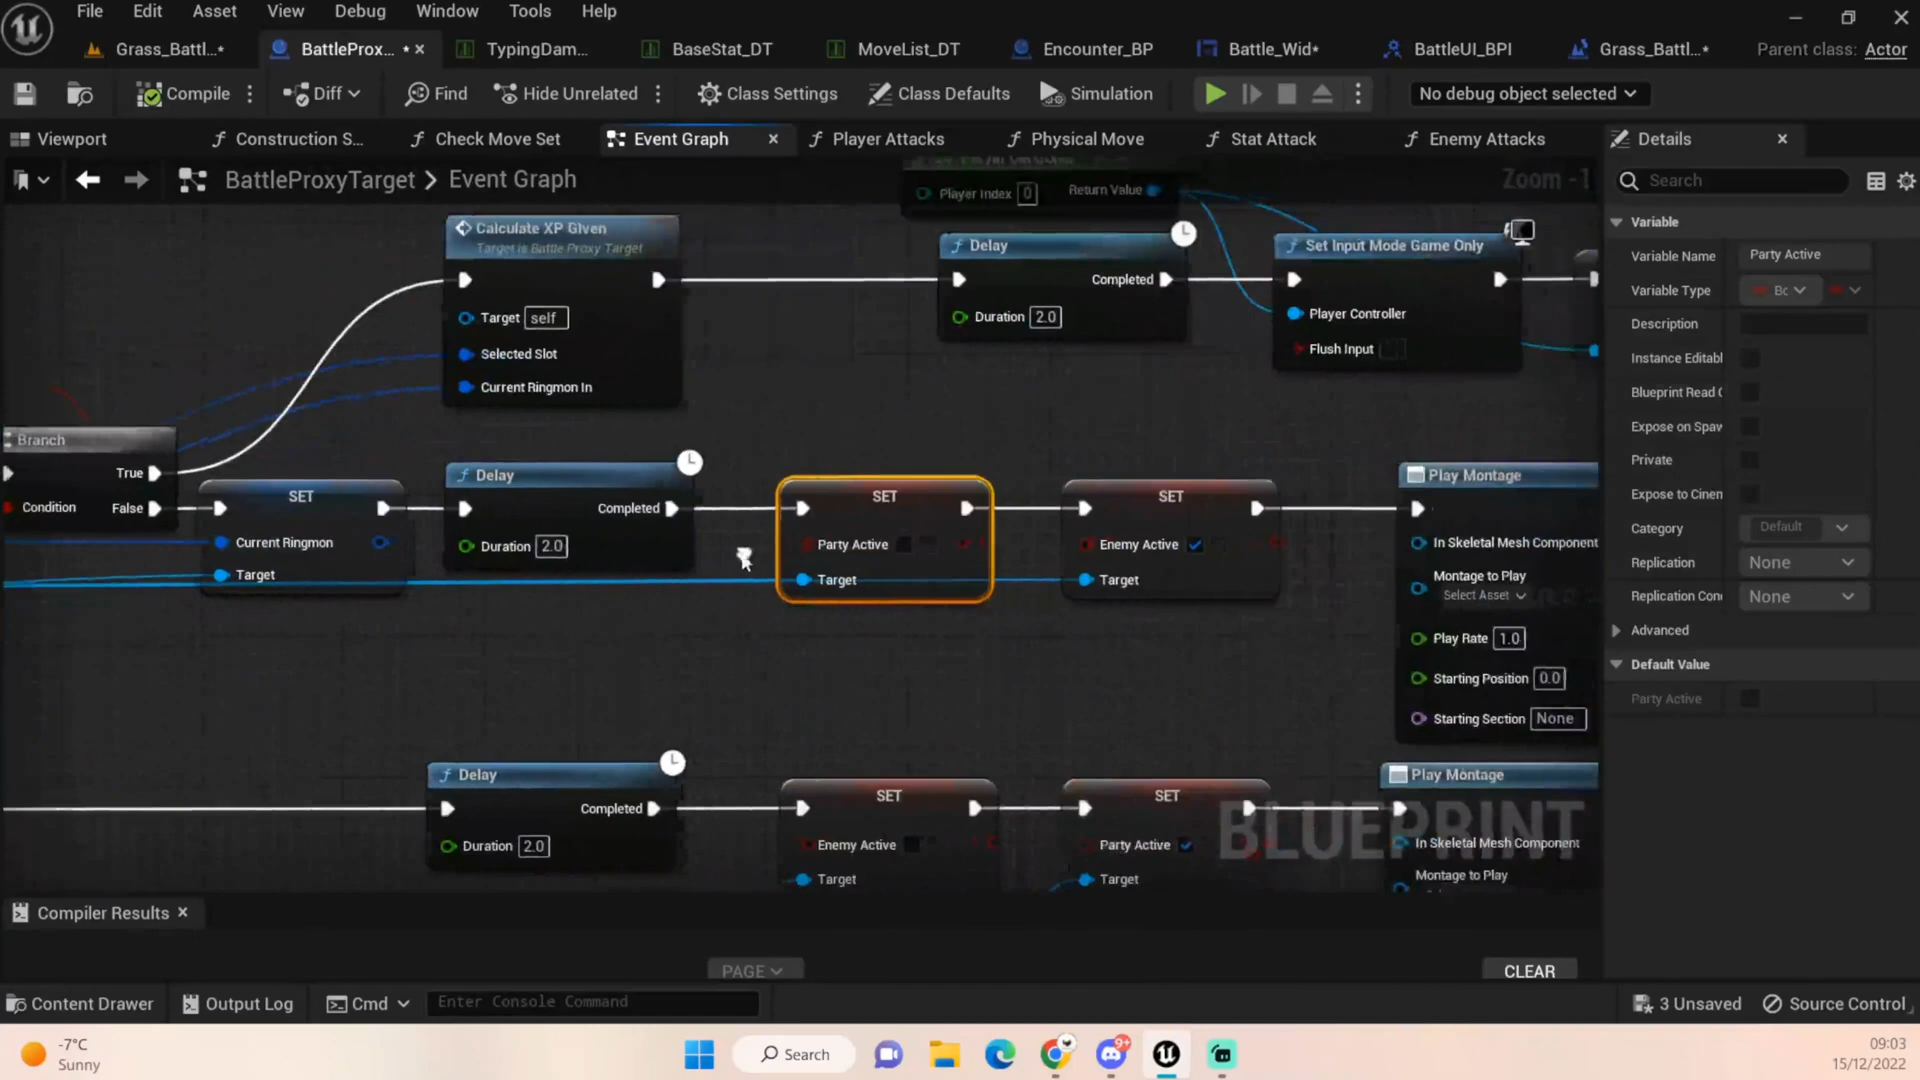 File Edit Asset View Debug Window Tools Help
Grass_Battl...* BattleProx... * TypingDam... BaseStat_DT MoveList_DT Encounter_BP Battle_Wid* BattleUI_BPI Grass_Battl...* Parent class: Actor
Compile Diff Find Hide Unrelated Class Settings Class Defaults Simulation No debug object selected
Viewport Construction S... Check Move Set Event Graph Player Attacks Physical Move Stat Attack Enemy Attacks Details
BattleProxyTarget > Event Graph Zoom -1 Search
Player Index 0 Return Value
Calculate XP GIven
Target is Battle Proxy Target
Target self
Selected Slot
Current Ringmon In
Delay
Completed
Duration 2.0
Set Input Mode Game Only
Player Controller
Flush Input
Branch
True
Condition False
SET
Current Ringmon
Target
Delay
Completed
Duration 2.0
SET
Party Active
Target
SET
Enemy Active
Target
Play Montage
In Skeletal Mesh Component
Montage to Play
Select Asset
Play Rate 1.0
Starting Position 0.0
Starting Section None
Delay
Completed
Duration 2.0
SET
Enemy Active
Target
SET
Party Active
Target
Play Montage
In Skeletal Mesh Component
Montage to Play
BLUEPRINT
Variable
Variable Name Party Active
Variable Type Bc
Description
Instance Editabl
Blueprint Read C
Expose on Spav
Private
Expose to Cinen
Category Default
Replication None
Replication Con None
Advanced
Default Value
Party Active
Compiler Results
PAGE CLEAR
Content Drawer Output Log Cmd Enter Console Command 3 Unsaved Source Control
-7°C
Sunny
Search
9+
09:03
15/12/2022